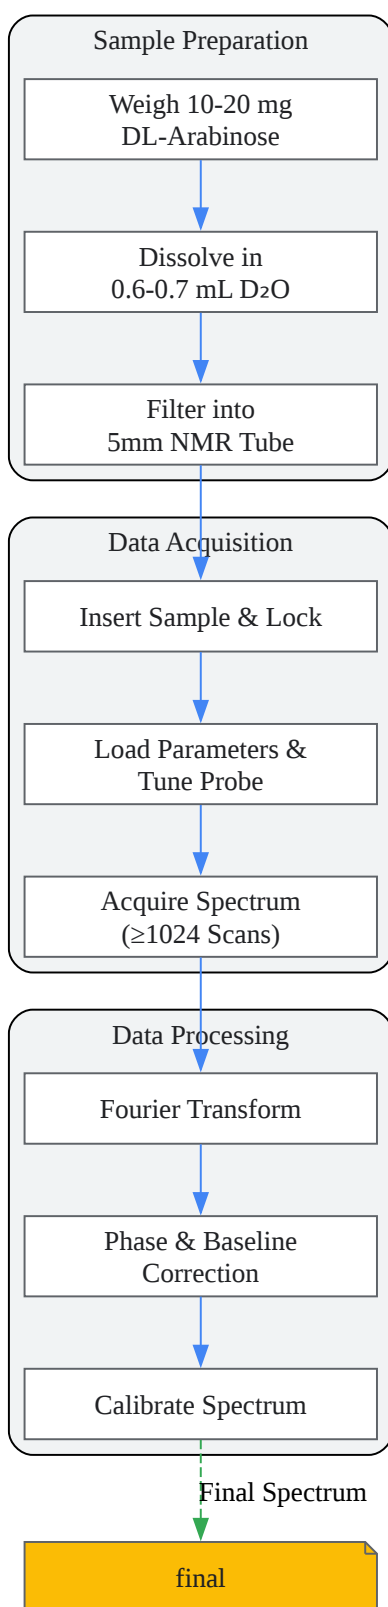 Sample Preparation
Weigh 10-20 mg
DL-Arabinose
Dissolve in
0.6-0.7 mL D₂O
Filter into
5mm NMR Tube
Data Acquisition
Insert Sample & Lock
Load Parameters &
Tune Probe
Acquire Spectrum
(≥1024 Scans)
Data Processing
Fourier Transform
Phase & Baseline
Correction
Calibrate Spectrum
Final Spectrum
final